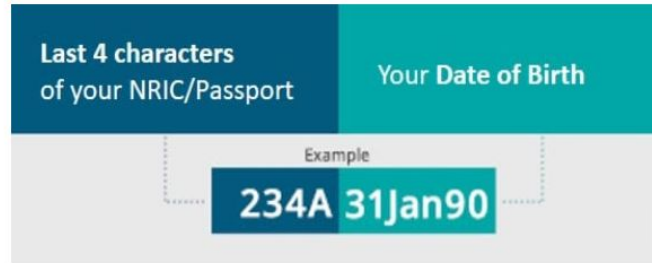 Last 4 characters
of your NRIC/Passport
Your Date of Birth
Example
234A 31Jan90